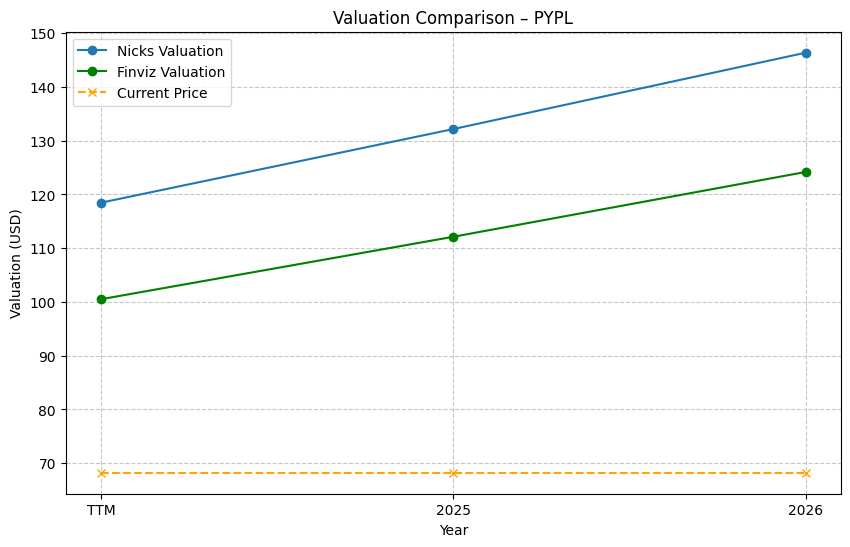 Valuation Comparison – PYPL
Nicks Valuation
Finviz Valuation
Current Price
Valuation (USD)
150
140
130
120
110
100
90
80
70
TTM
2025
2026
Year